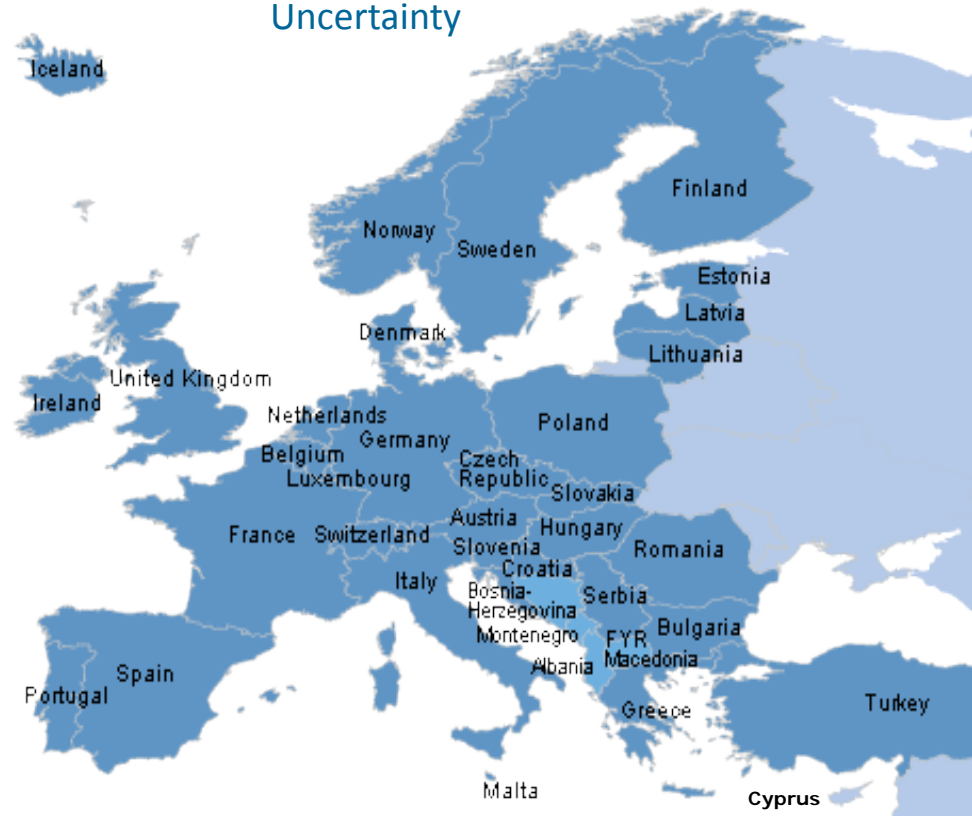 Uncertainty
Iceland
Finland
Norway
Sweden
Estonia
Latvia
Denmark
Lithuania
United Kingdom
Ireland
Netherlands
Poland
Germany
Belgium
Czech
Republic
Luxembourg
Slovakia
Austria
Hungary
France
Switzerland
Slovenia
Romania
Croatia
Italy
Bosnia-
Herzegovina
Serbia
Montenegro
FYR
Macedonia
Bulgaria
Albania
Spain
Portugal
Greece
Turkey
Malta
Cyprus